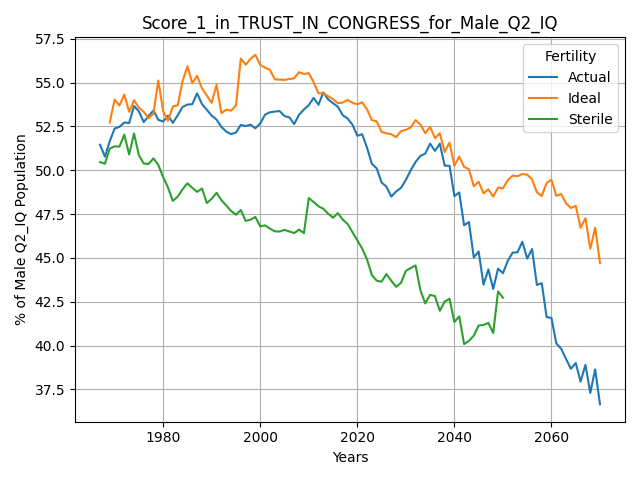 Score_1_in_TRUST_IN_CONGRESS_for_Male_Q2_IQ
57.5
55.0
52.5
50.0
47.5
45.0
42.5
40.0
37.5
% of Male Q2_IQ Population
Fertility
Actual
Ideal
Sterile
1980 2000 2020 2040 2060
Years